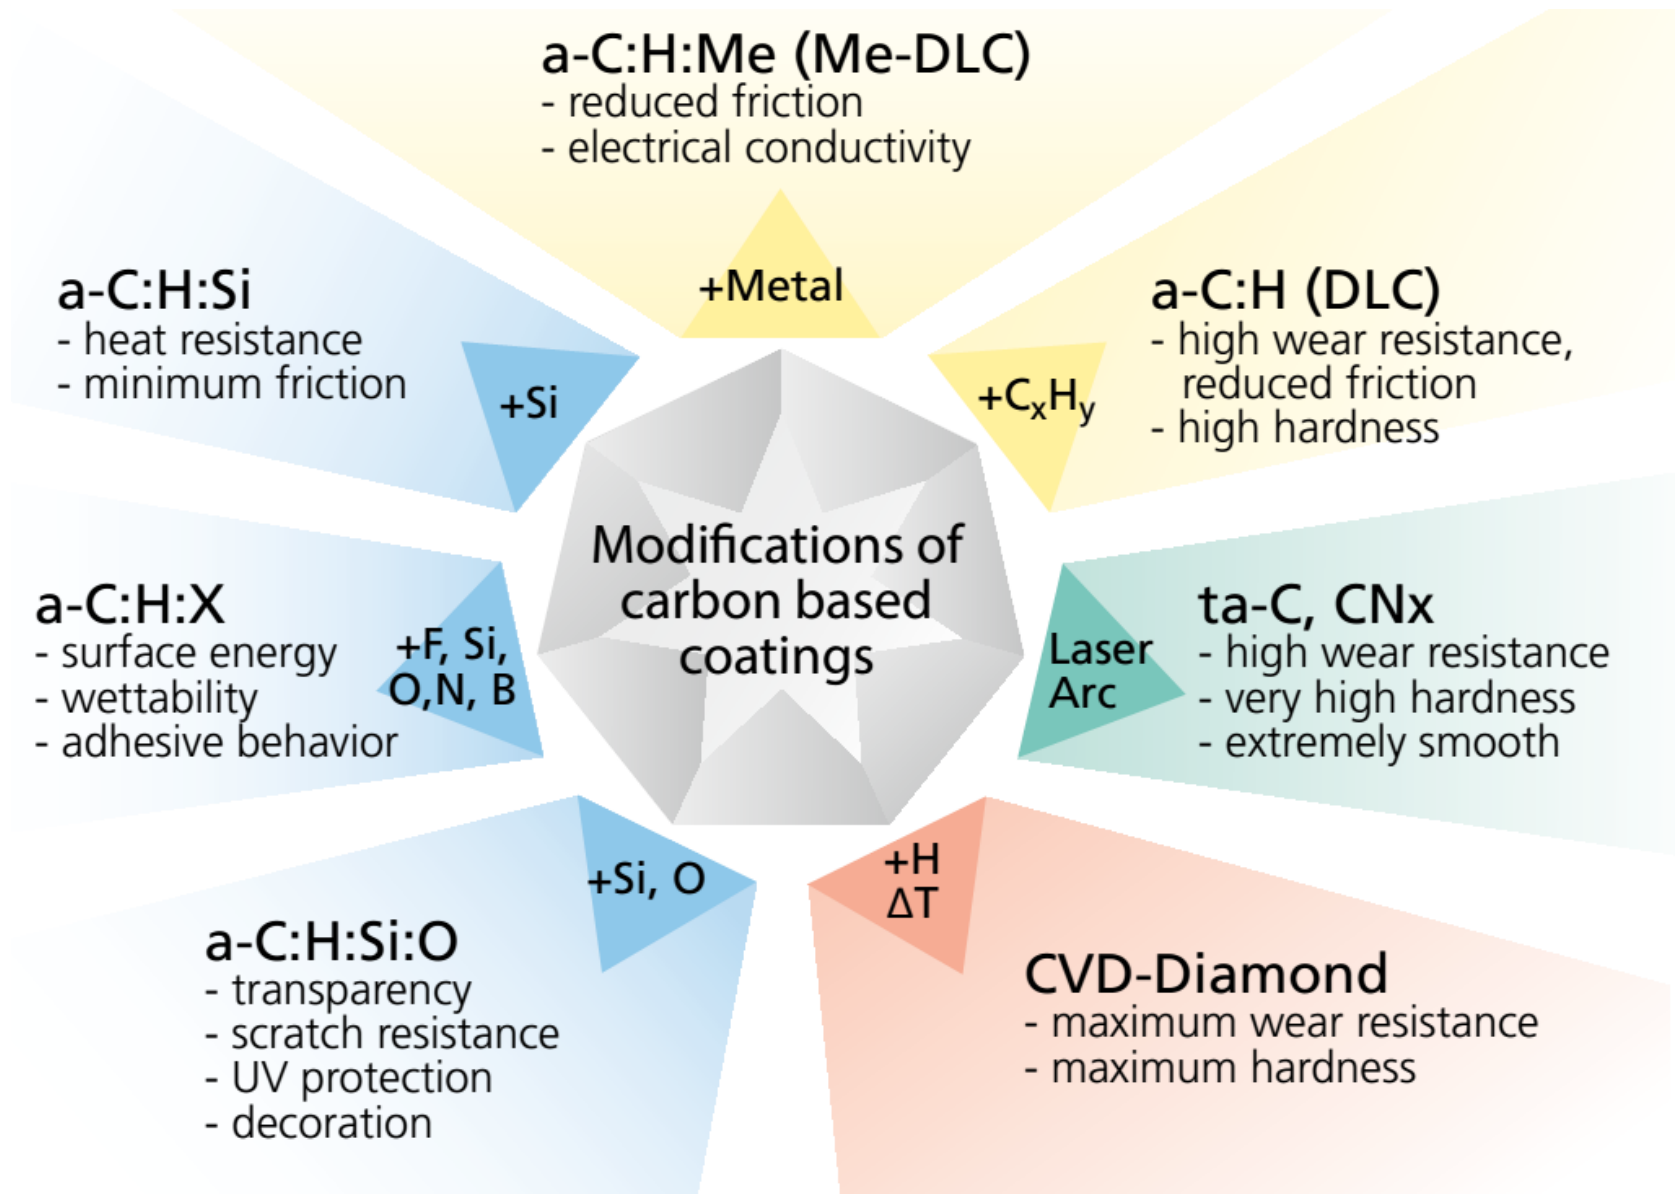 a-C:H:Me (Me-DLC)
- reduced friction
- electrical conductivity
+Metal
a-C:H:Si
- heat resistance
- minimum friction
+Si
a-C:H (DLC)
- high wear resistance,
reduced friction
- high hardness
+CxHy
Modifications of
carbon based
coatings
a-C:H:X
- surface energy
- wettability
- adhesive behavior
+F, Si,
O,N, B
ta-C, CNx
- high wear resistance
- very high hardness
- extremely smooth
Laser
Arc
a-C:H:Si:O
- transparency
- scratch resistance
- UV protection
- decoration
+Si, O
+H
ΔT
CVD-Diamond
- maximum wear resistance
- maximum hardness